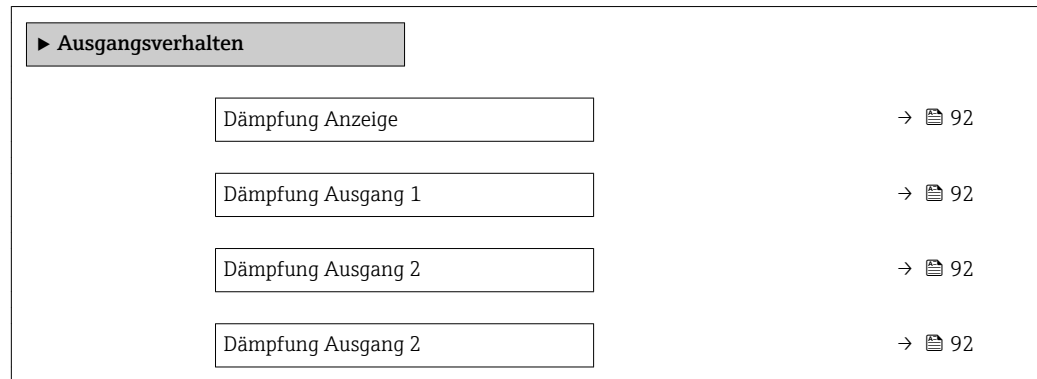 ▶ Ausgangsverhalten
Dämpfung Anzeige → 92
Dämpfung Ausgang 1 → 92
Dämpfung Ausgang 2 → 92
Dämpfung Ausgang 2 → 92